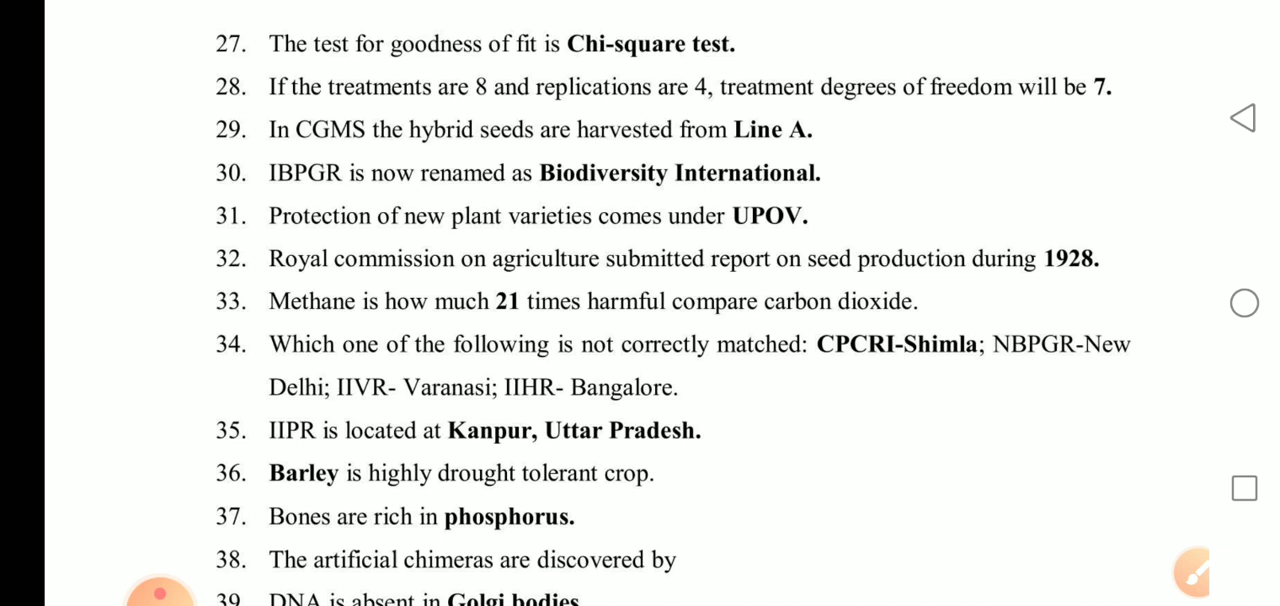 27. The test for goodness of fit is Chi-square test.
28. If the treatments are 8 and replications are 4, treatment degrees of freedom will be 7.
29. In CGMS the hybrid seeds are harvested from Line A.
30. IBPGR is now renamed as Biodiversity International.
31. Protection of new plant varieties comes under UPOV.
32. Royal commission on agriculture submitted report on seed production during 1928.
33. Methane is how much 21 times harmful compare carbon dioxide.
34. Which one of the following is not correctly matched: CPCRI-Shimla; NBPGR-New
Delhi; IIVR- Varanasi; IIHR- Bangalore.
35. IIPR is located at Kanpur, Uttar Pradesh.
36. Barley is highly drought tolerant crop.
37. Bones are rich in phosphorus.
38. The artificial chimeras are discovered by
39. DNA is absent in Golgi bodies